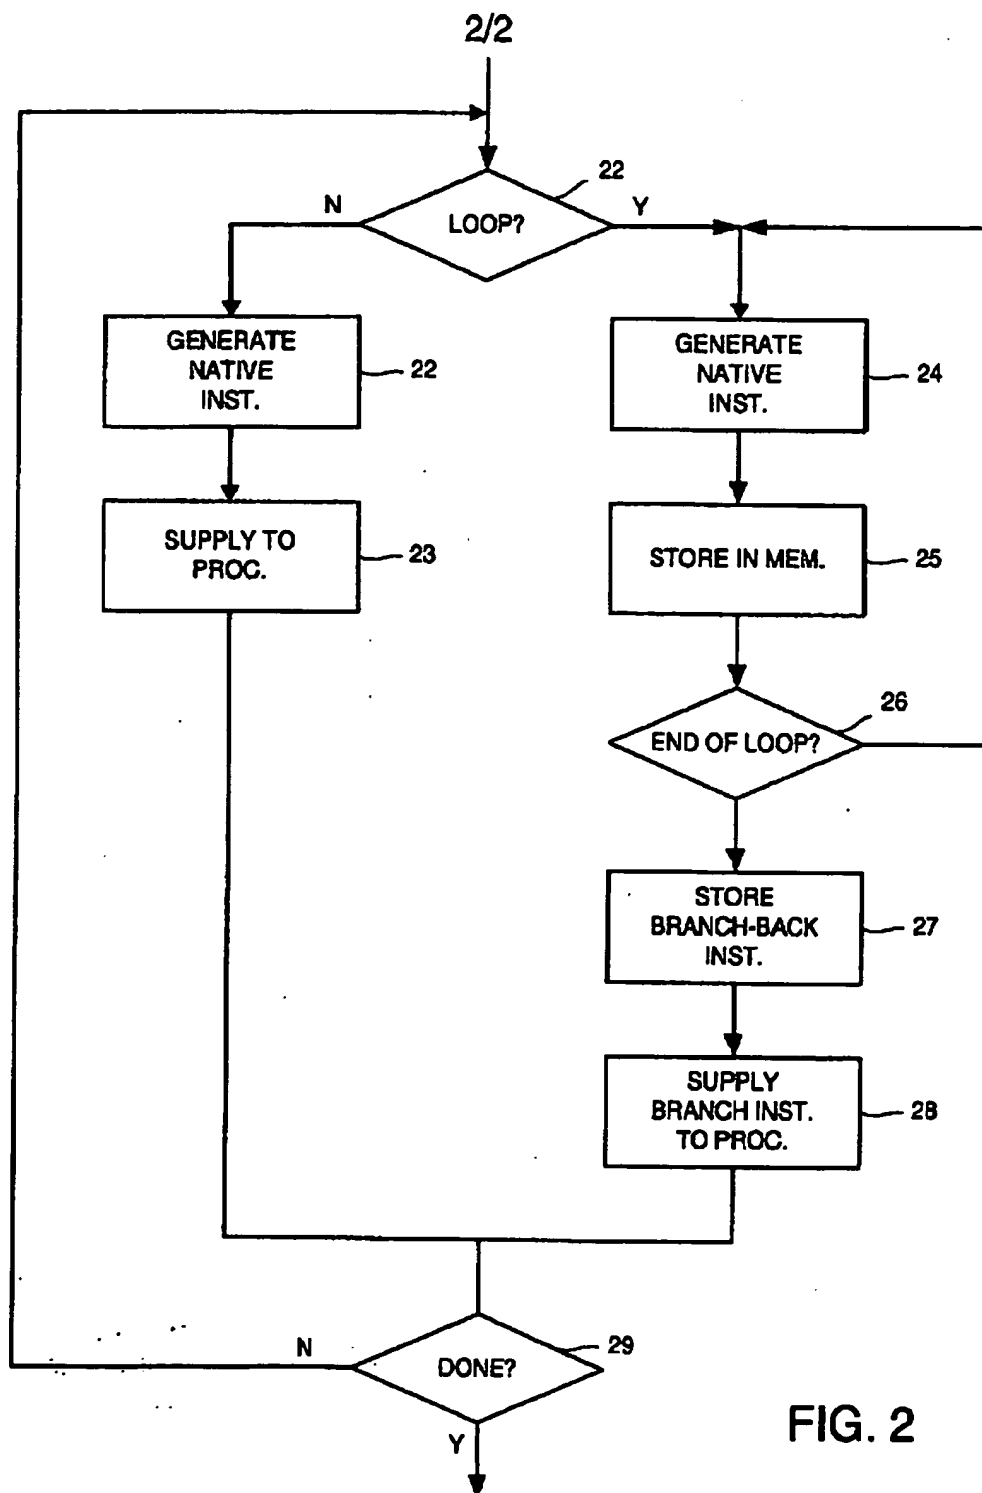 2/2
22
N
LOOP?
Y
GENERATE
NATIVE
INST.
22
GENERATE
NATIVE
INST.
24
SUPPLY TO
PROC.
23
STORE IN MEM.
25
26
END OF LOOP?
STORE
BRANCH-BACK
INST.
27
SUPPLY
BRANCH INST.
TO PROC.
28
N
DONE?
29
Y
FIG. 2